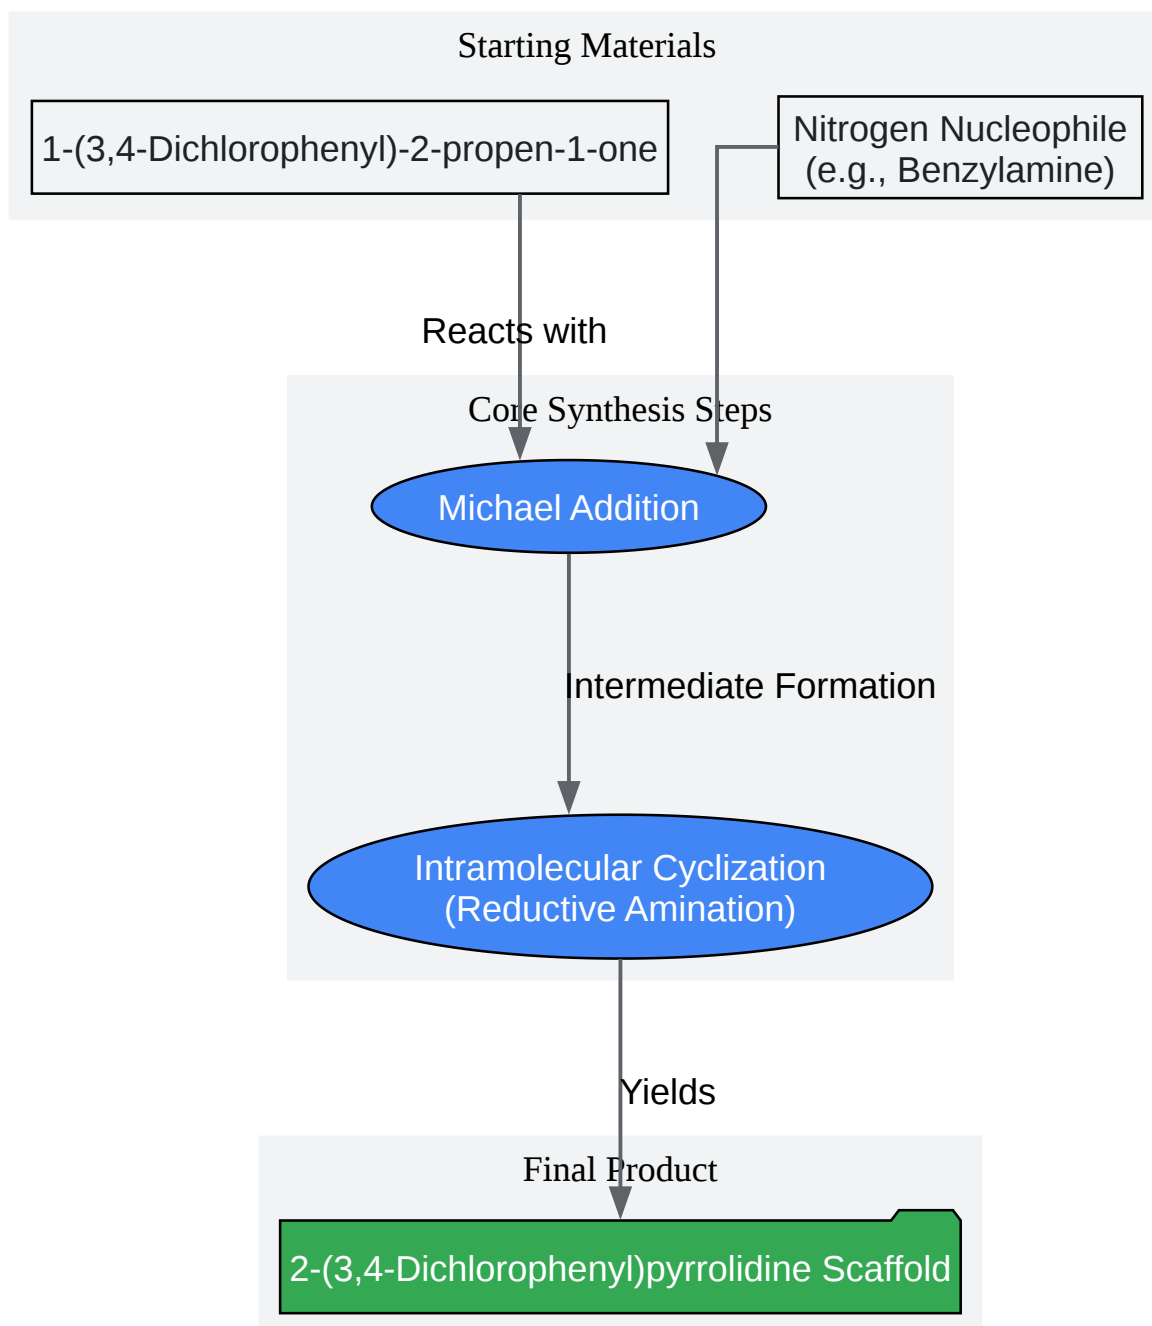 Starting Materials
1-(3,4-Dichlorophenyl)-2-propen-1-one
Nitrogen Nucleophile
(e.g., Benzylamine)
Reacts with
Core Synthesis Steps
Michael Addition
Intermediate Formation
Intramolecular Cyclization
(Reductive Amination)
Yields
Final Product
2-(3,4-Dichlorophenyl)pyrrolidine Scaffold